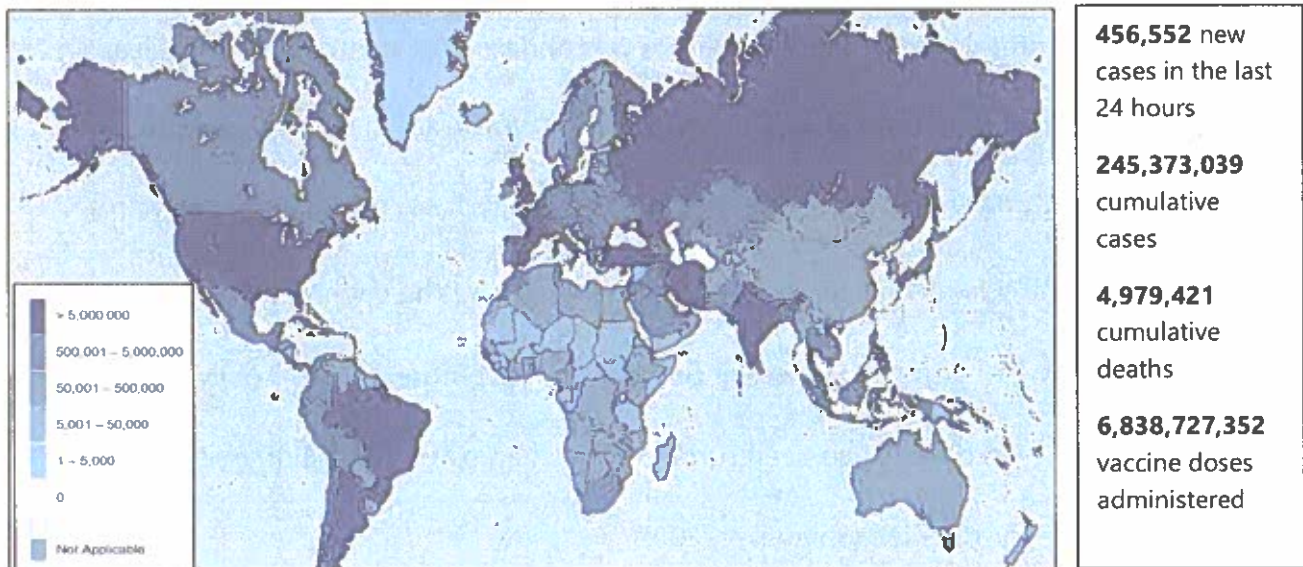 > 5,000,000
500,001 – 5,000,000
50,001 – 500,000
5,001 – 50,000
1 – 5,000
0
Not Applicable
456,552 new
cases in the last
24 hours
245,373,039
cumulative
cases
4,979,421
cumulative
deaths
6,838,727,352
vaccine doses
administered